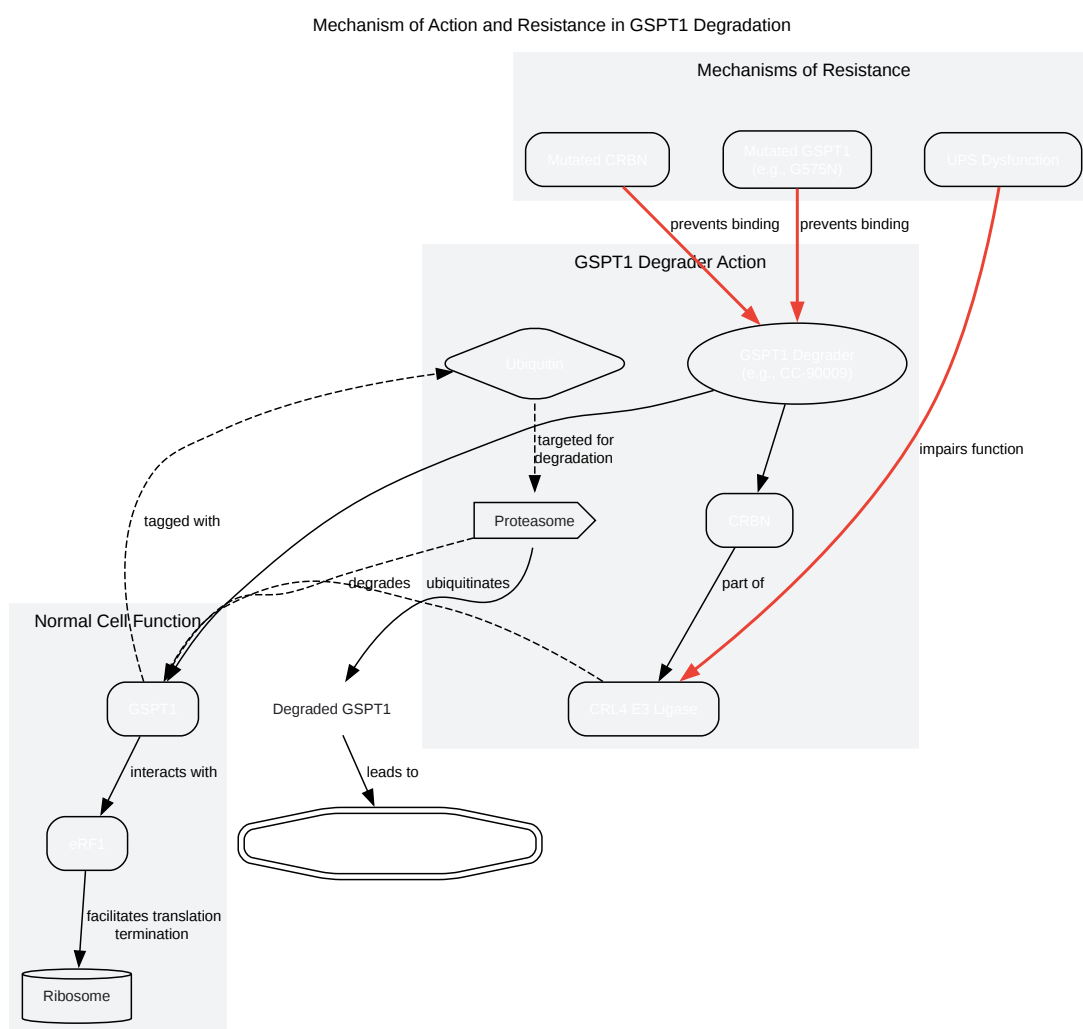 Mechanism of Action and Resistance in GSPT1 Degradation
Mechanisms of Resistance
Mutated CRBN
Mutated GSPT1
(e.g., G575N)
UPS Dysfunction
prevents binding
prevents binding
GSPT1 Degrader Action
Ubiquitin
GSPT1 Degrader
(e.g., CC-90009)
targeted for
degradation
impairs function
tagged with
Proteasome
CRBN
degrades
ubiquitinates
part of
Normal Cell Function
GSPT1
Degraded GSPT1
CRL4 E3 Ligase
interacts with
leads to
eRF1
facilitates translation
termination
Ribosome